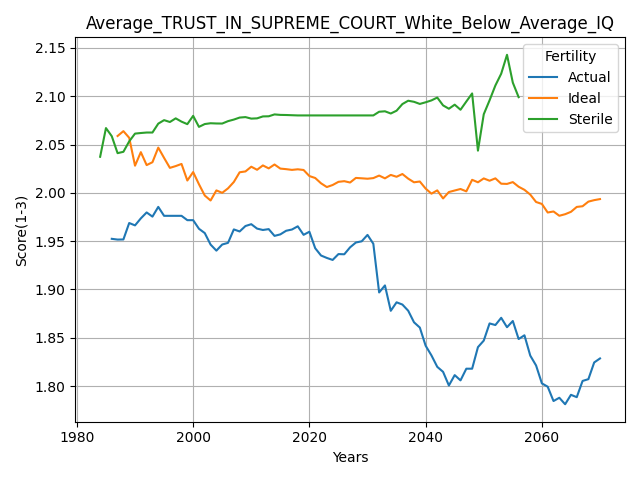 Average_TRUST_IN_SUPREME_COURT_White_Below_Average_IQ
Fertility
Actual
Ideal
Sterile
Score(1-3)
2.15
2.10
2.05
2.00
1.95
1.90
1.85
1.80
1980
2000
2020
2040
2060
Years